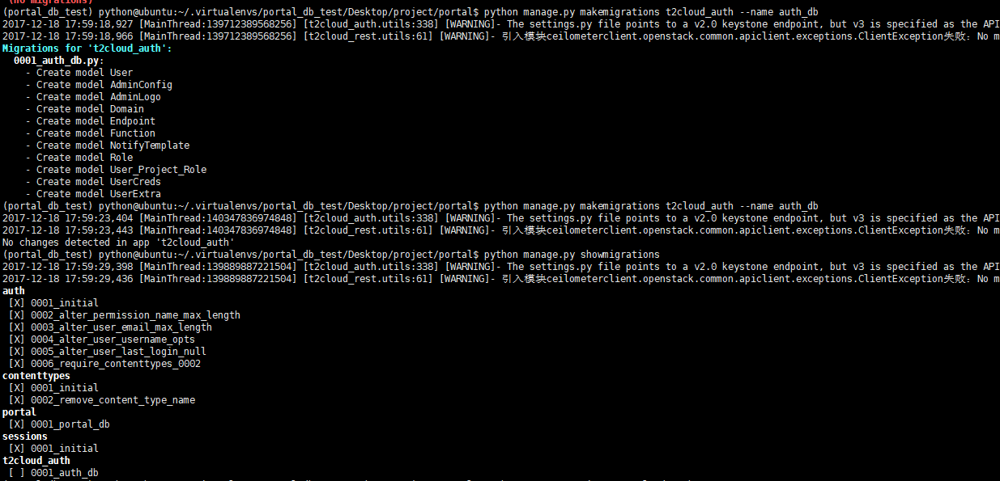 (no migrations)
(portal_db_test) python@ubuntu:~/.virtualenvs/portal_db_test/Desktop/project/portal$ python manage.py makemigrations t2cloud_auth --name auth_db
2017-12-18 17:59:18,927 [MainThread:139712389568256] [t2cloud_auth.utils:338] [WARNING]- The settings.py file points to a v2.0 keystone endpoint, but v3 is specified as the API
2017-12-18 17:59:18,966 [MainThread:139712389568256] [t2cloud_rest.utils:61] [WARNING]- 引入模块ceilometerclient.openstack.common.apiclient.exceptions.ClientException失败: No m
Migrations for 't2cloud_auth':
0001_auth_db.py:
- Create model User
- Create model AdminConfig
- Create model AdminLogo
- Create model Domain
- Create model Endpoint
- Create model Function
- Create model NotifyTemplate
- Create model Role
- Create model User_Project_Role
- Create model UserCreds
- Create model UserExtra
(portal_db_test) python@ubuntu:~/.virtualenvs/portal_db_test/Desktop/project/portal$ python manage.py makemigrations t2cloud_auth --name auth_db
2017-12-18 17:59:23,404 [MainThread:140347836974848] [t2cloud_auth.utils:338] [WARNING]- The settings.py file points to a v2.0 keystone endpoint, but v3 is specified as the API
2017-12-18 17:59:23,443 [MainThread:140347836974848] [t2cloud_rest.utils:61] [WARNING]- 引入模块ceilometerclient.openstack.common.apiclient.exceptions.ClientException失败: No m
No changes detected in app 't2cloud_auth'
(portal_db_test) python@ubuntu:~/.virtualenvs/portal_db_test/Desktop/project/portal$ python manage.py showmigrations
2017-12-18 17:59:29,398 [MainThread:139889887221504] [t2cloud_auth.utils:338] [WARNING]- The settings.py file points to a v2.0 keystone endpoint, but v3 is specified as the API
2017-12-18 17:59:29,436 [MainThread:139889887221504] [t2cloud_rest.utils:61] [WARNING]- 引入模块ceilometerclient.openstack.common.apiclient.exceptions.ClientException失败: No m
auth
[X] 0001_initial
[X] 0002_alter_permission_name_max_length
[X] 0003_alter_user_email_max_length
[X] 0004_alter_user_username_opts
[X] 0005_alter_user_last_login_null
[X] 0006_require_contenttypes_0002
contenttypes
[X] 0001_initial
[X] 0002_remove_content_type_name
portal
[X] 0001_portal_db
sessions
[X] 0001_initial
t2cloud_auth
[ ] 0001_auth_db